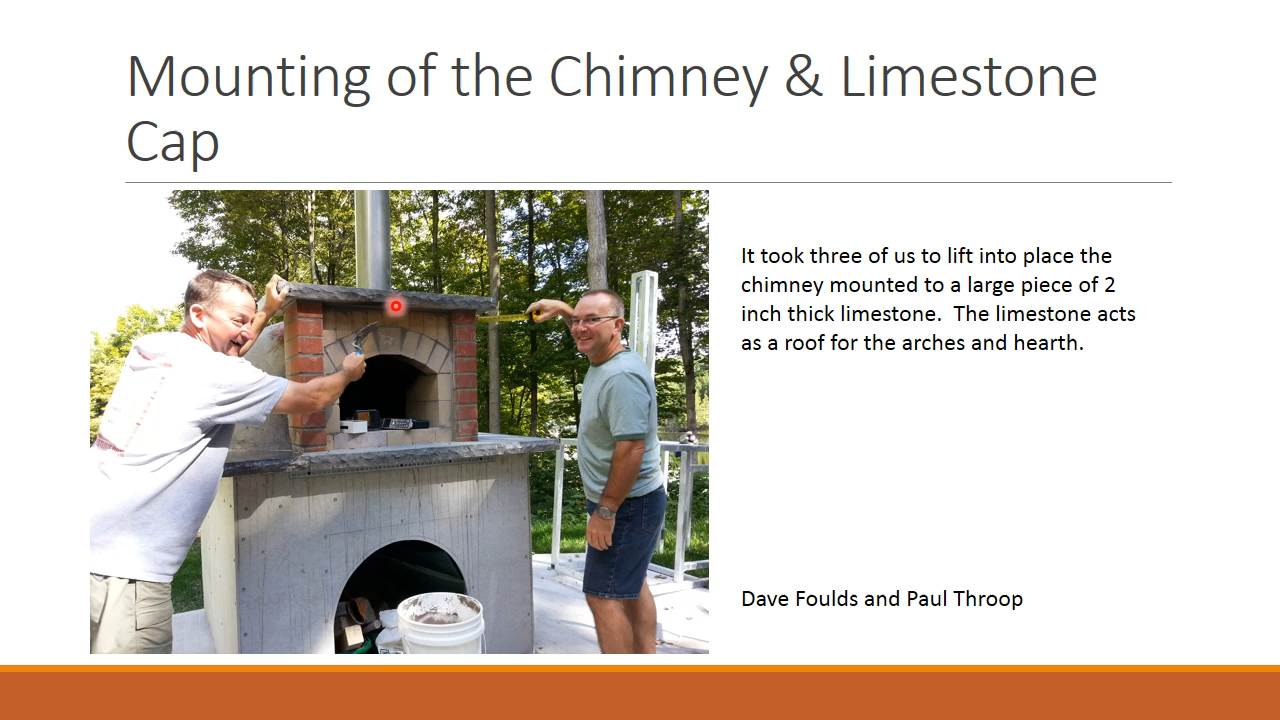 Mounting of the Chimney & Limestone
Cap
It took three of us to lift into place the
chimney mounted to a large piece of 2
inch thick limestone.  The limestone acts
as a roof for the arches and hearth.
Dave Foulds and Paul Throop